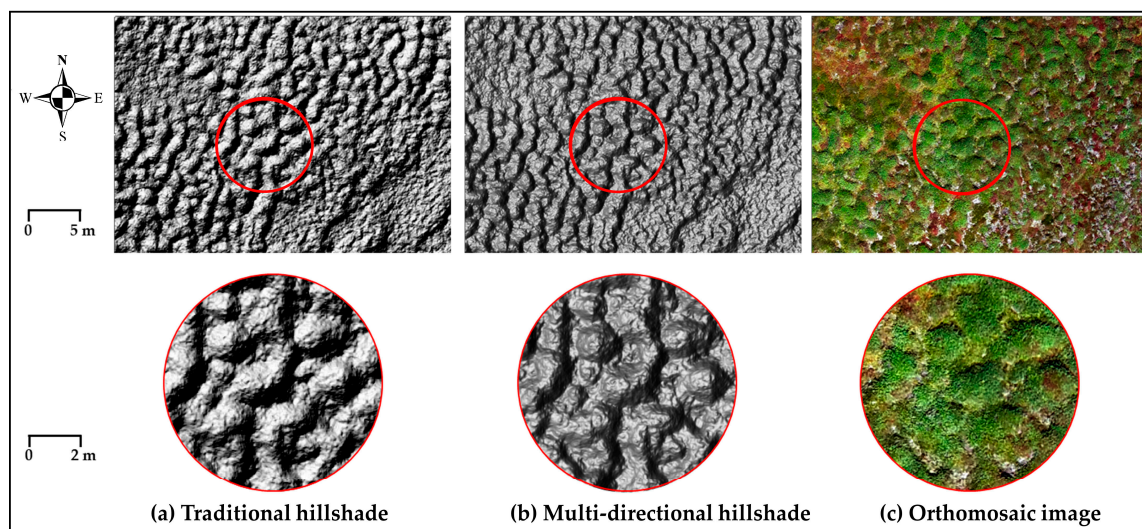 N
W E
S
0 5 m
0 2 m
(a) Traditional hillshade (b) Multi-directional hillshade (c) Orthomosaic image